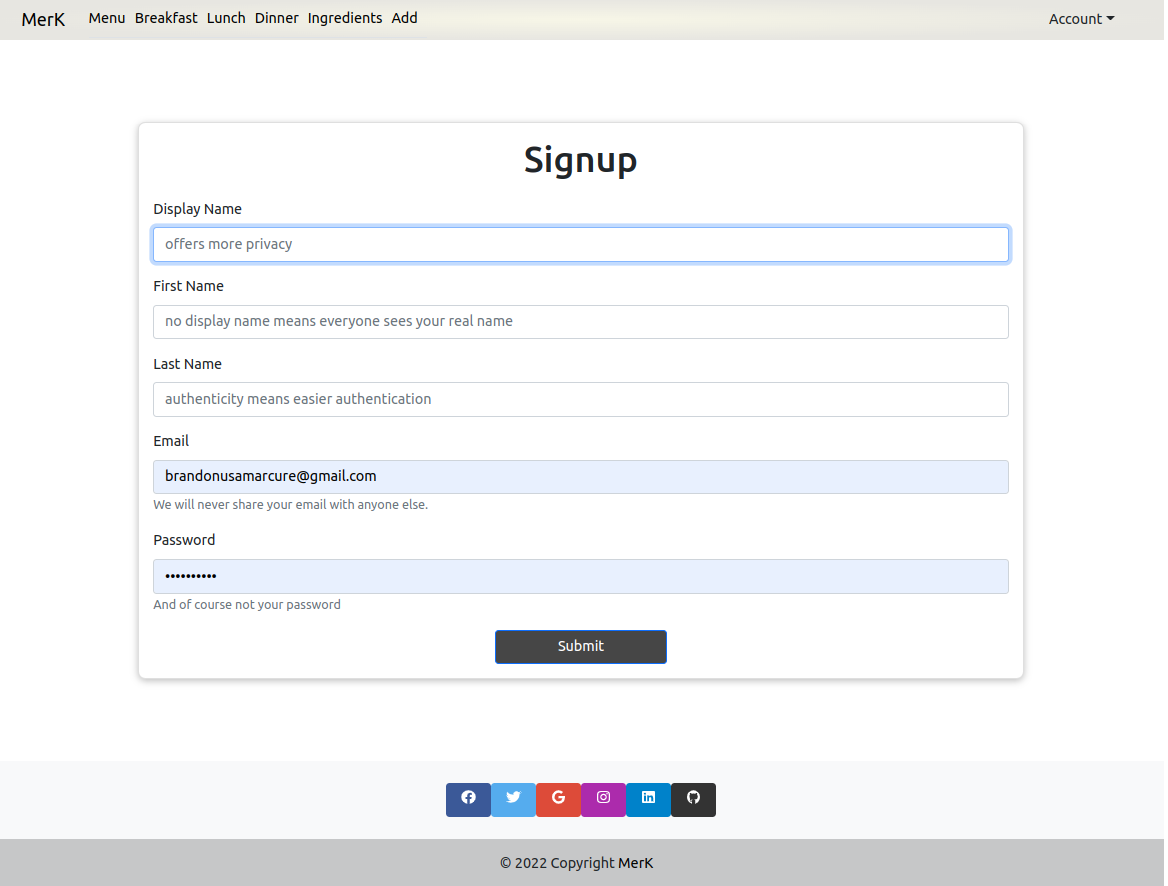 MerK Menu Breakfast Lunch Dinner Ingredients Add Account
Signup
Display Name
offers more privacy
First Name
no display name means everyone sees your real name
Last Name
authenticity means easier authentication
Email
brandonusamarcure@gmail.com
We will never share your email with anyone else.
Password
••••••••••
And of course not your password
Submit
© 2022 Copyright MerK